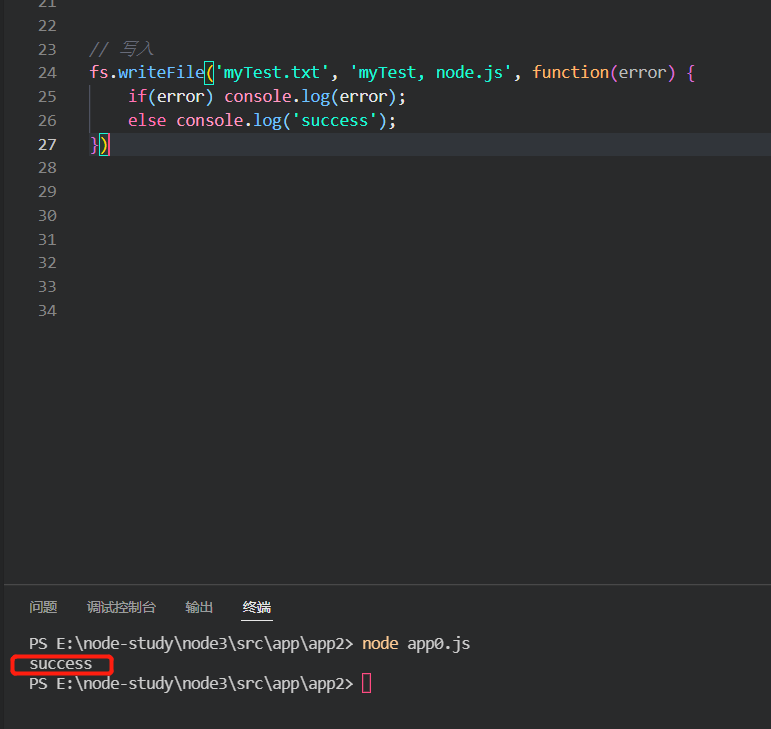 21
22
23 // 写入
24 fs.writeFile('myTest.txt', 'myTest, node.js', function(error) {
25 if(error) console.log(error);
26 else console.log('success');
27 })
28
29
30
31
32
33
34
问题 调试控制台 输出 终端
PS E:\node-study\node3\src\app\app2> node app0.js
success
PS E:\node-study\node3\src\app\app2>